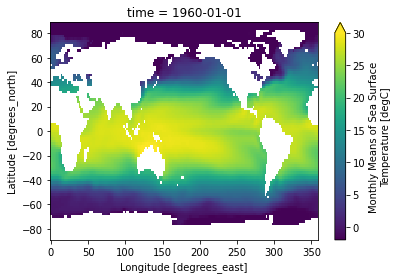 time = 1960-01-01
80
60
40
20
0
−20
−40
−60
−80
Latitude [degrees_north]
0 50 100 150 200 250 300 350
Longitude [degrees_east]
30
25
20
15
10
5
0
Monthly Means of Sea Surface
Temperature [degC]